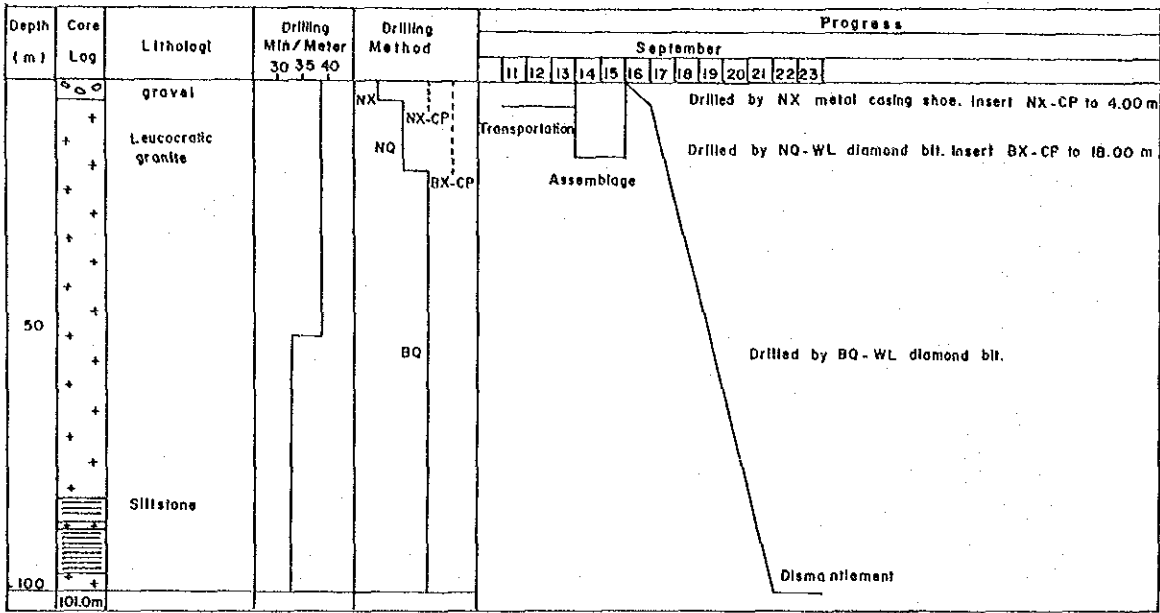 Depth
(m)
Core
Log
Lithologi
Drilling
Min/Meter
30 35 40
Drilling
Method
Progress
September
11 12 13 14 15 16 17 18 19 20 21 22 23
gravel
NX
NX-CP
Drilled by NX metal casing shoe. Insert NX-CP to 4.00 m
Transportation
Leucocratic
granite
NQ
Drilled by NQ-WL diamond bit. Insert BX-CP to 18.00 m
BX-CP
Assemblage
50
BQ
Drilled by BQ-WL diamond bit.
Siltstone
100
Dismantlement
101.0m